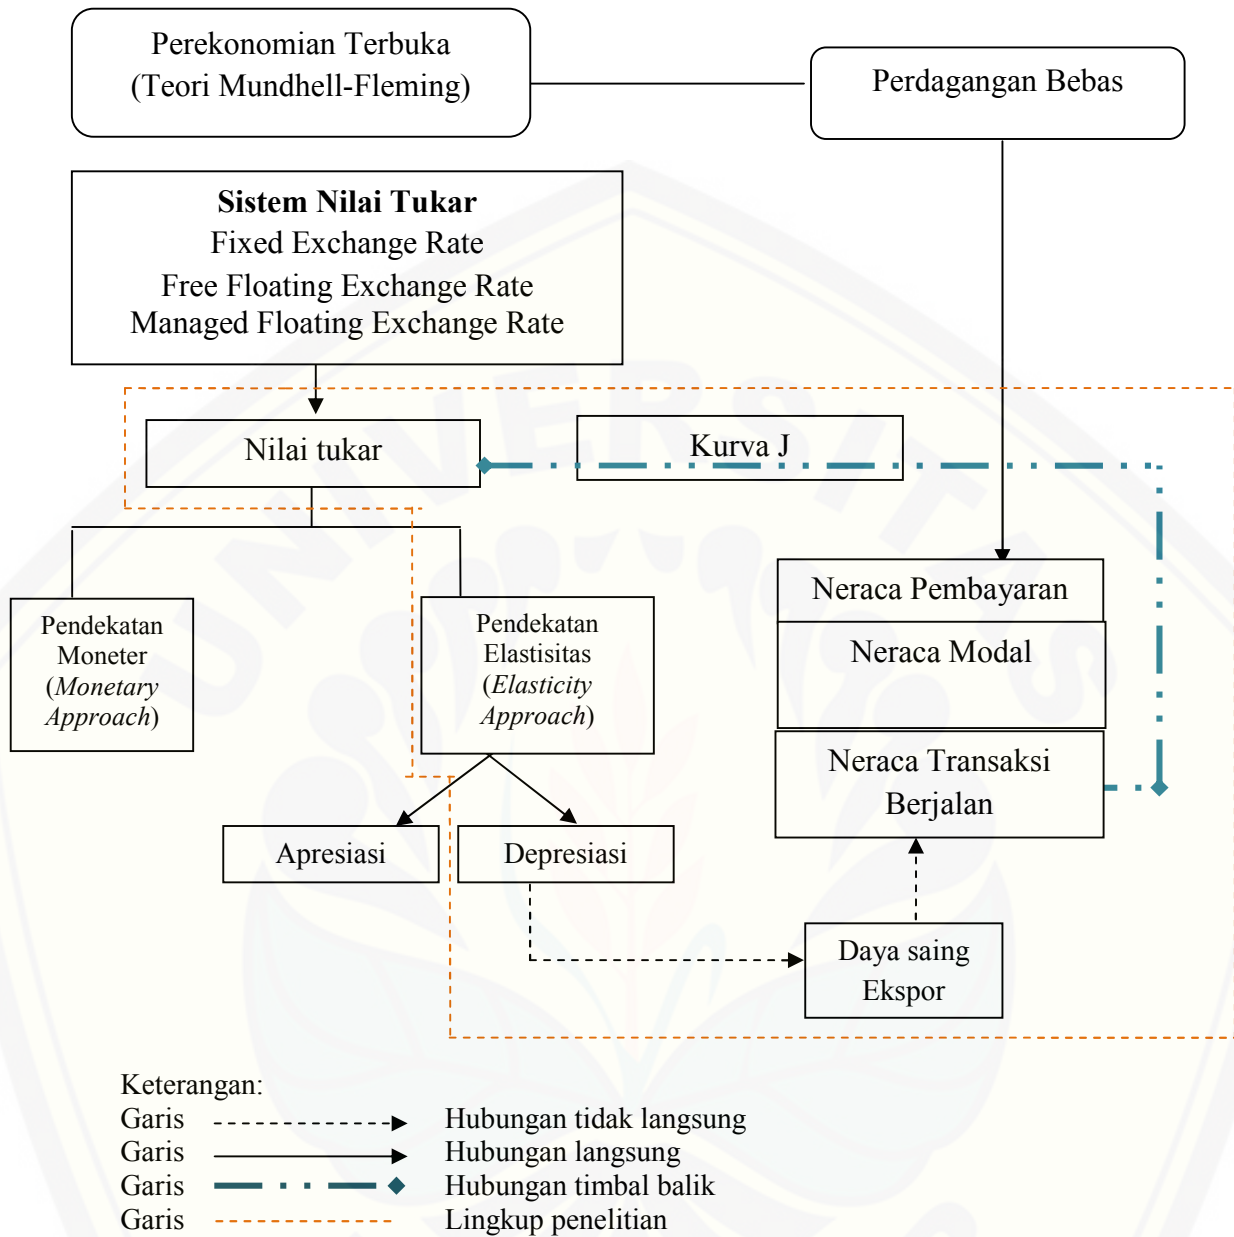 Perekonomian Terbuka
(Teori Mundhell-Fleming)
Perdagangan Bebas
Sistem Nilai Tukar
Fixed Exchange Rate
Free Floating Exchange Rate
Managed Floating Exchange Rate
Nilai tukar
Kurva J
Neraca Pembayaran
Neraca Modal
Neraca Transaksi
Berjalan
Pendekatan
Moneter
(Monetary
Approach)
Pendekatan
Elastisitas
(Elasticity
Approach)
Apresiasi
Depresiasi
Daya saing
Ekspor
Keterangan:
Garis Hubungan tidak langsung
Garis Hubungan langsung
Garis Hubungan timbal balik
Garis Lingkup penelitian
UNIVERSITAS